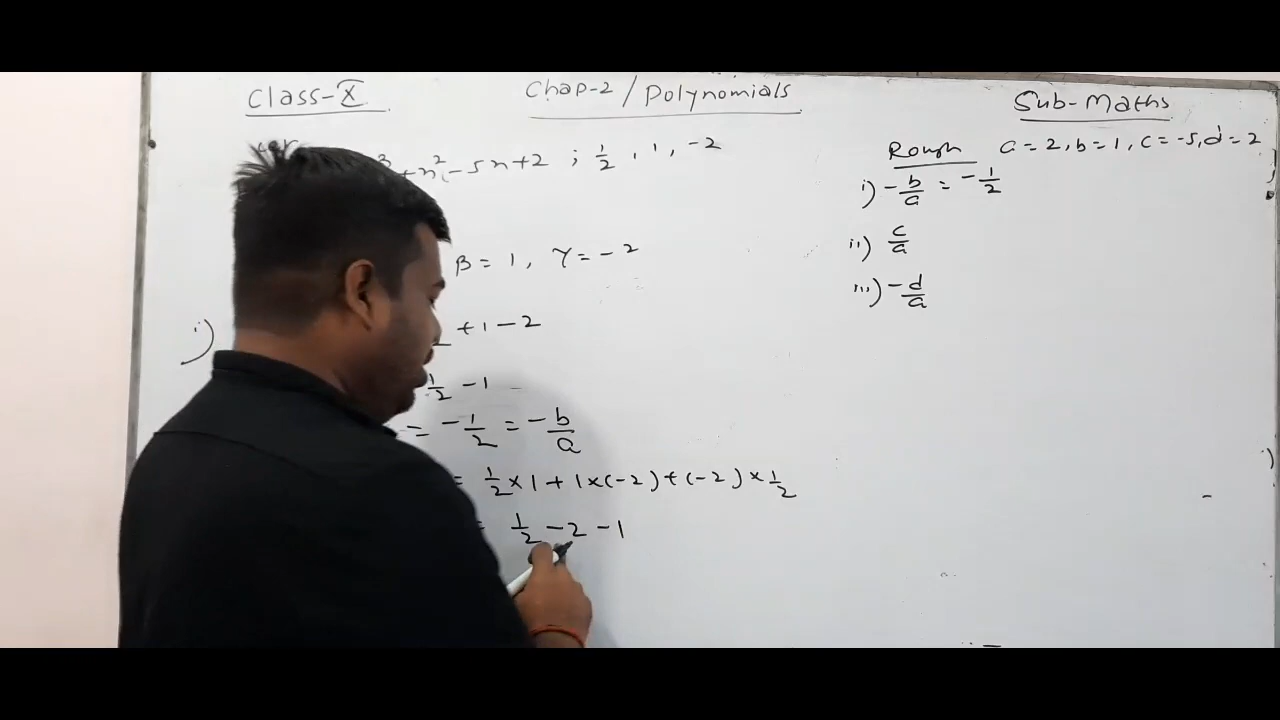 Class-X Chap-2/Polynomials Sub-Maths
+x² - 5x + 2 ; 1/2, 1, -2
β = 1, γ = -2
i)
+ 1 - 2
1/2 - 1
= -1/2 = -b/a
= 1/2 × 1 + 1×(-2) + (-2) × 1/2
= 1/2 - 2 - 1
Rough a = 2, b = 1, c = -5, d = 2
i) -b/a = -1/2
ii) c/a
iii) -d/a